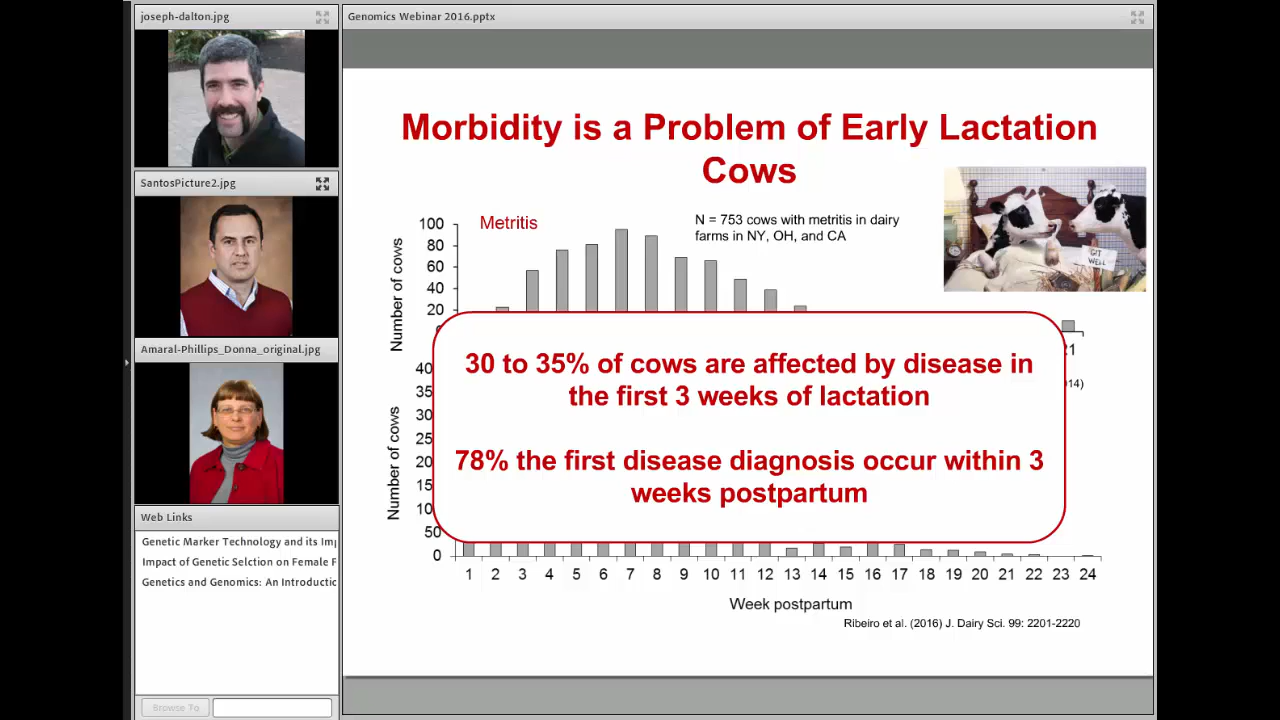 joseph-dalton.jpg
SantosPicture2.jpg
Amaral-Phillips_Donna_original.jpg
Web Links
Genetic Marker Technology and its Imp
Impact of Genetic Selction on Female F
Genetics and Genomics: An Introductic
Browse To
Genomics Webinar 2016.pptx
Morbidity is a Problem of Early Lactation
Cows
Metritis
N = 753 cows with metritis in dairy
farms in NY, OH, and CA
GIT
WELL
Number of cows
100
80
60
40
20
21
014)
30 to 35% of cows are affected by disease in
the first 3 weeks of lactation
78% the first disease diagnosis occur within 3
weeks postpartum
Number of cows
40
35
30
25
20
15
10
50
0
1 2 3 4 5 6 7 8 9 10 11 12 13 14 15 16 17 18 19 20 21 22 23 24
Week postpartum
Ribeiro et al. (2016) J. Dairy Sci. 99: 2201-2220